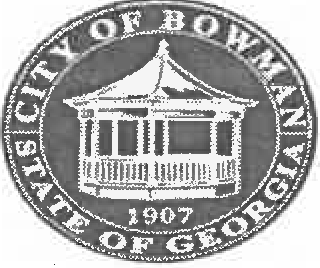 CITY OF BOWMAN
1907
STATE OF GEORGIA